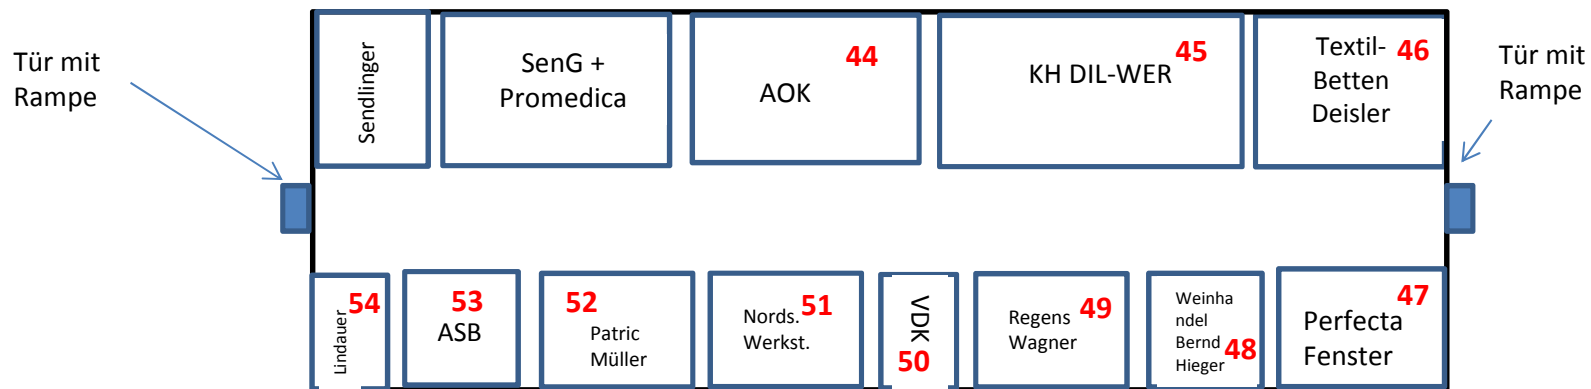 Tür mit
Rampe
Sendlinger
SenG +
Promedica
44
AOK
45
KH DIL-WER
Textil- 46
Betten
Deisler
Tür mit
Rampe
54
Lindauer
53
ASB
52
Patric
Müller
Nords. 51
Werkst.
VDK
50
Regens 49
Wagner
Weinha
ndel
Bernd
Hieger 48
47
Perfecta
Fenster